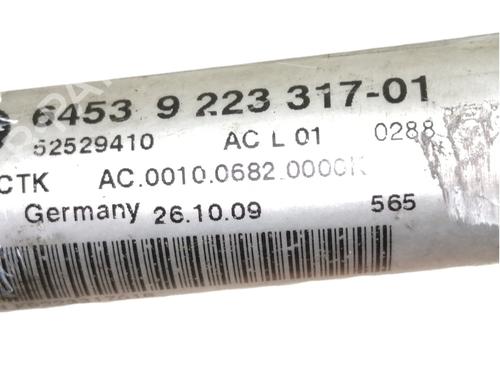 6453 9 223 317-01
52529410 AC L 01 0288
CTK AC.0010.0682.0000K
Germany 26.10.09 565